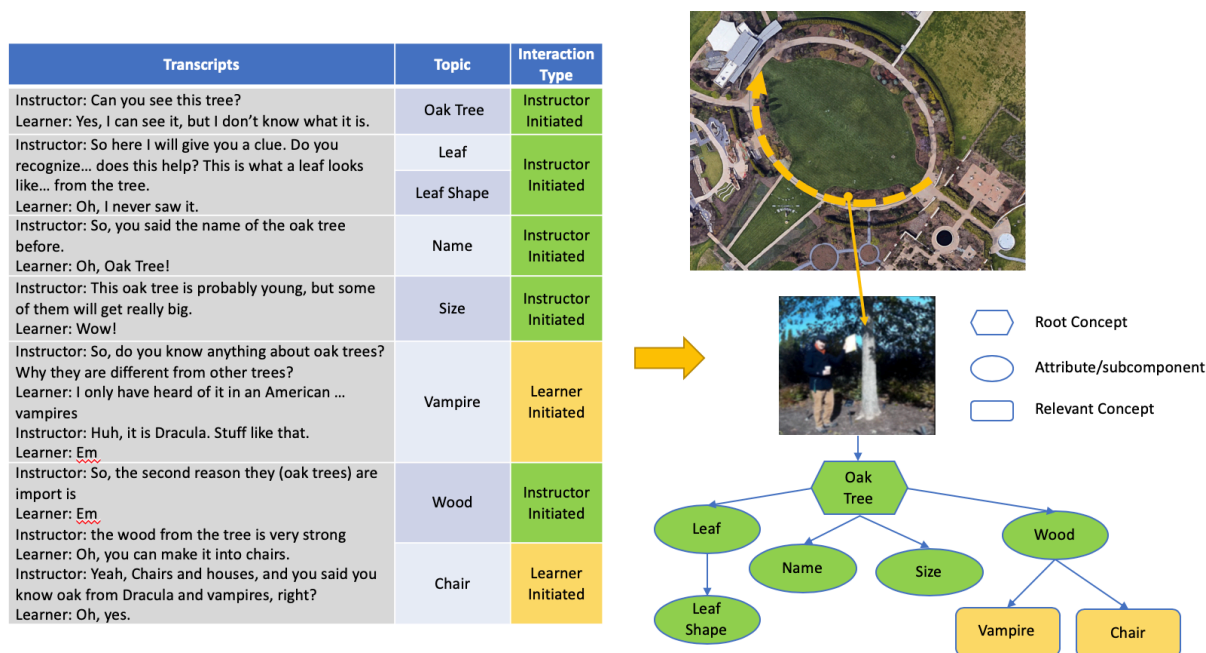 Transcripts
Topic
Interaction
Type
Instructor: Can you see this tree?
Learner: Yes, I can see it, but I don't know what it is.
Oak Tree
Instructor
Initiated
Instructor: So here I will give you a clue. Do you
recognize... does this help? This is what a leaf looks
like... from the tree.
Learner: Oh, I never saw it.
Leaf
Leaf Shape
Instructor
Initiated
Instructor: So, you said the name of the oak tree
before.
Learner: Oh, Oak Tree!
Name
Instructor
Initiated
Instructor: This oak tree is probably young, but some
of them will get really big.
Learner: Wow!
Size
Instructor
Initiated
Instructor: So, do you know anything about oak trees?
Why they are different from other trees?
Learner: I only have heard of it in an American ...
vampires
Instructor: Huh, it is Dracula. Stuff like that.
Learner: Em
Vampire
Learner
Initiated
Instructor: So, the second reason they (oak trees) are
import is
Learner: Em
Instructor: the wood from the tree is very strong
Learner: Oh, you can make it into chairs.
Instructor: Yeah, Chairs and houses, and you said you
know oak from Dracula and vampires, right?
Learner: Oh, yes.
Wood
Instructor
Initiated
Chair
Learner
Initiated
Root Concept
Attribute/subcomponent
Relevant Concept
Oak
Tree
Leaf
Name
Size
Wood
Leaf
Shape
Vampire
Chair